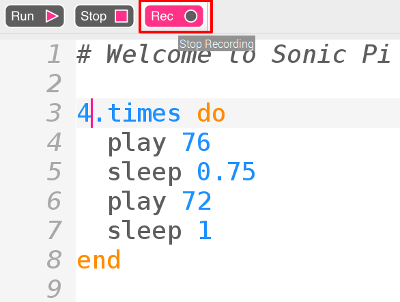 Run Stop Rec
Stop Recording
1 # Welcome to Sonic Pi
2
3 4.times do
4 play 76
5 sleep 0.75
6 play 72
7 sleep 1
8 end
9